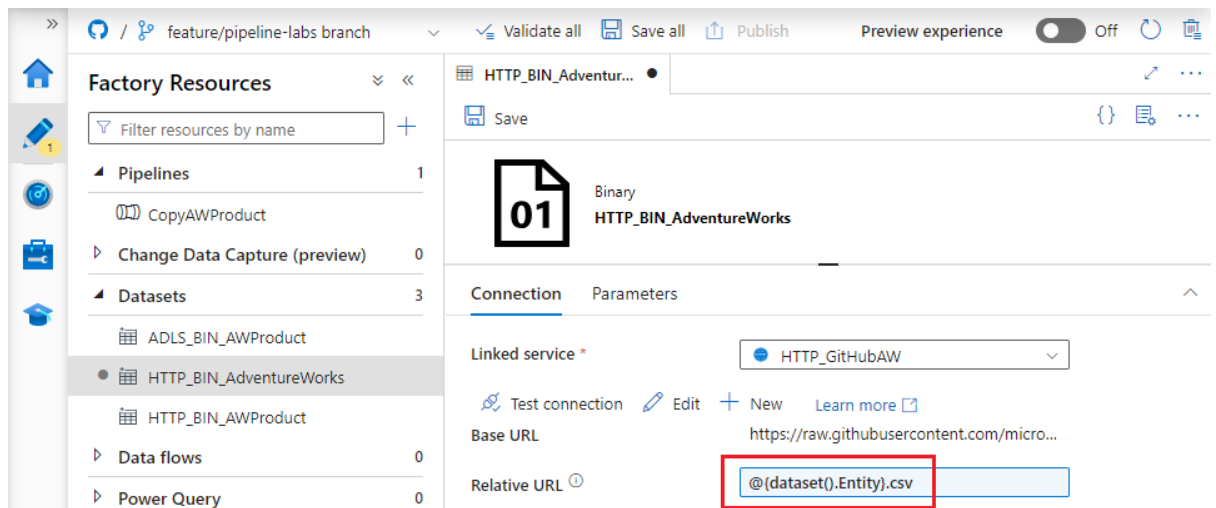 »
/ feature/pipeline-labs branch
Validate all Save all Publish Preview experience Off
Factory Resources
Filter resources by name
1
Pipelines 1
CopyAWProduct
Change Data Capture (preview) 0
Datasets 3
ADLS_BIN_AWProduct
HTTP_BIN_AdventureWorks
HTTP_BIN_AWProduct
Data flows 0
Power Query 0
HTTP_BIN_Adventur...
Save
{} ...
01
Binary
HTTP_BIN_AdventureWorks
Connection Parameters
Linked service * HTTP_GitHubAW
Test connection Edit New Learn more
Base URL https://raw.githubusercontent.com/micro...
Relative URL @{dataset().Entity}.csv